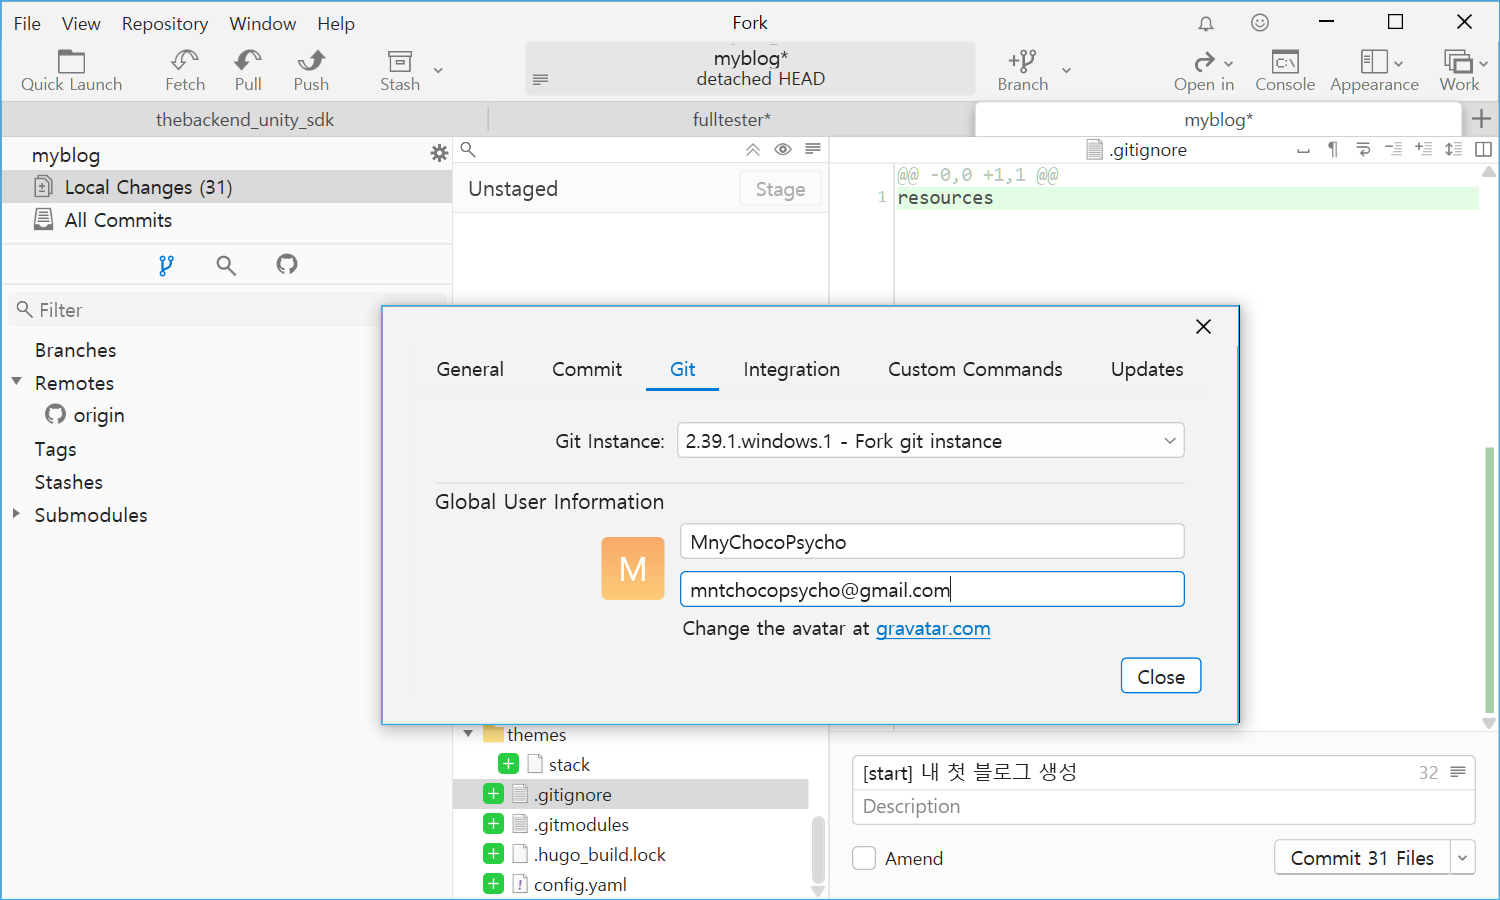 File View Repository Window Help
Fork
Quick Launch
Fetch
Pull
Push
Stash
myblog*
detached HEAD
Branch
Open in
Console
Appearance
Work
thebackend_unity_sdk
fulltester*
myblog*
myblog
Local Changes (31)
All Commits
Filter
Branches
Remotes
origin
Tags
Stashes
Submodules
Unstaged
Stage
.gitignore
@@ -0,0 +1,1 @@
1 resources
General
Commit
Git
Integration
Custom Commands
Updates
Git Instance: 2.39.1.windows.1 - Fork git instance
Global User Information
M
MnyChocoPsycho
mntchocopsycho@gmail.com
Change the avatar at gravatar.com
Close
themes
stack
.gitignore
.gitmodules
.hugo_build.lock
config.yaml
[start] 내 첫 블로그 생성 32
Description
Amend
Commit 31 Files